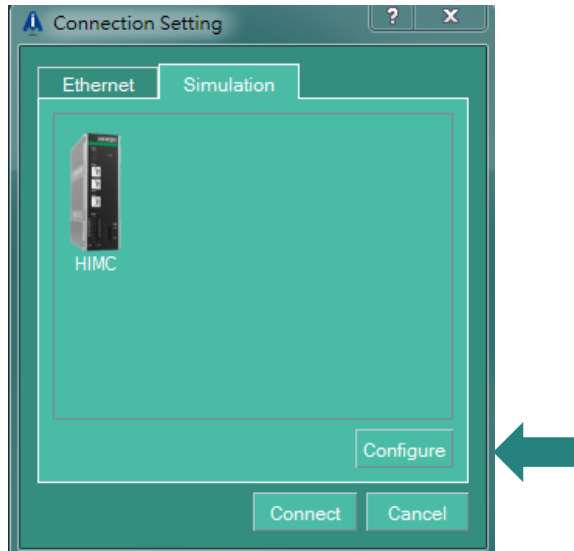 Connection Setting
? X
Ethernet Simulation
HIMC
Configure
Connect Cancel